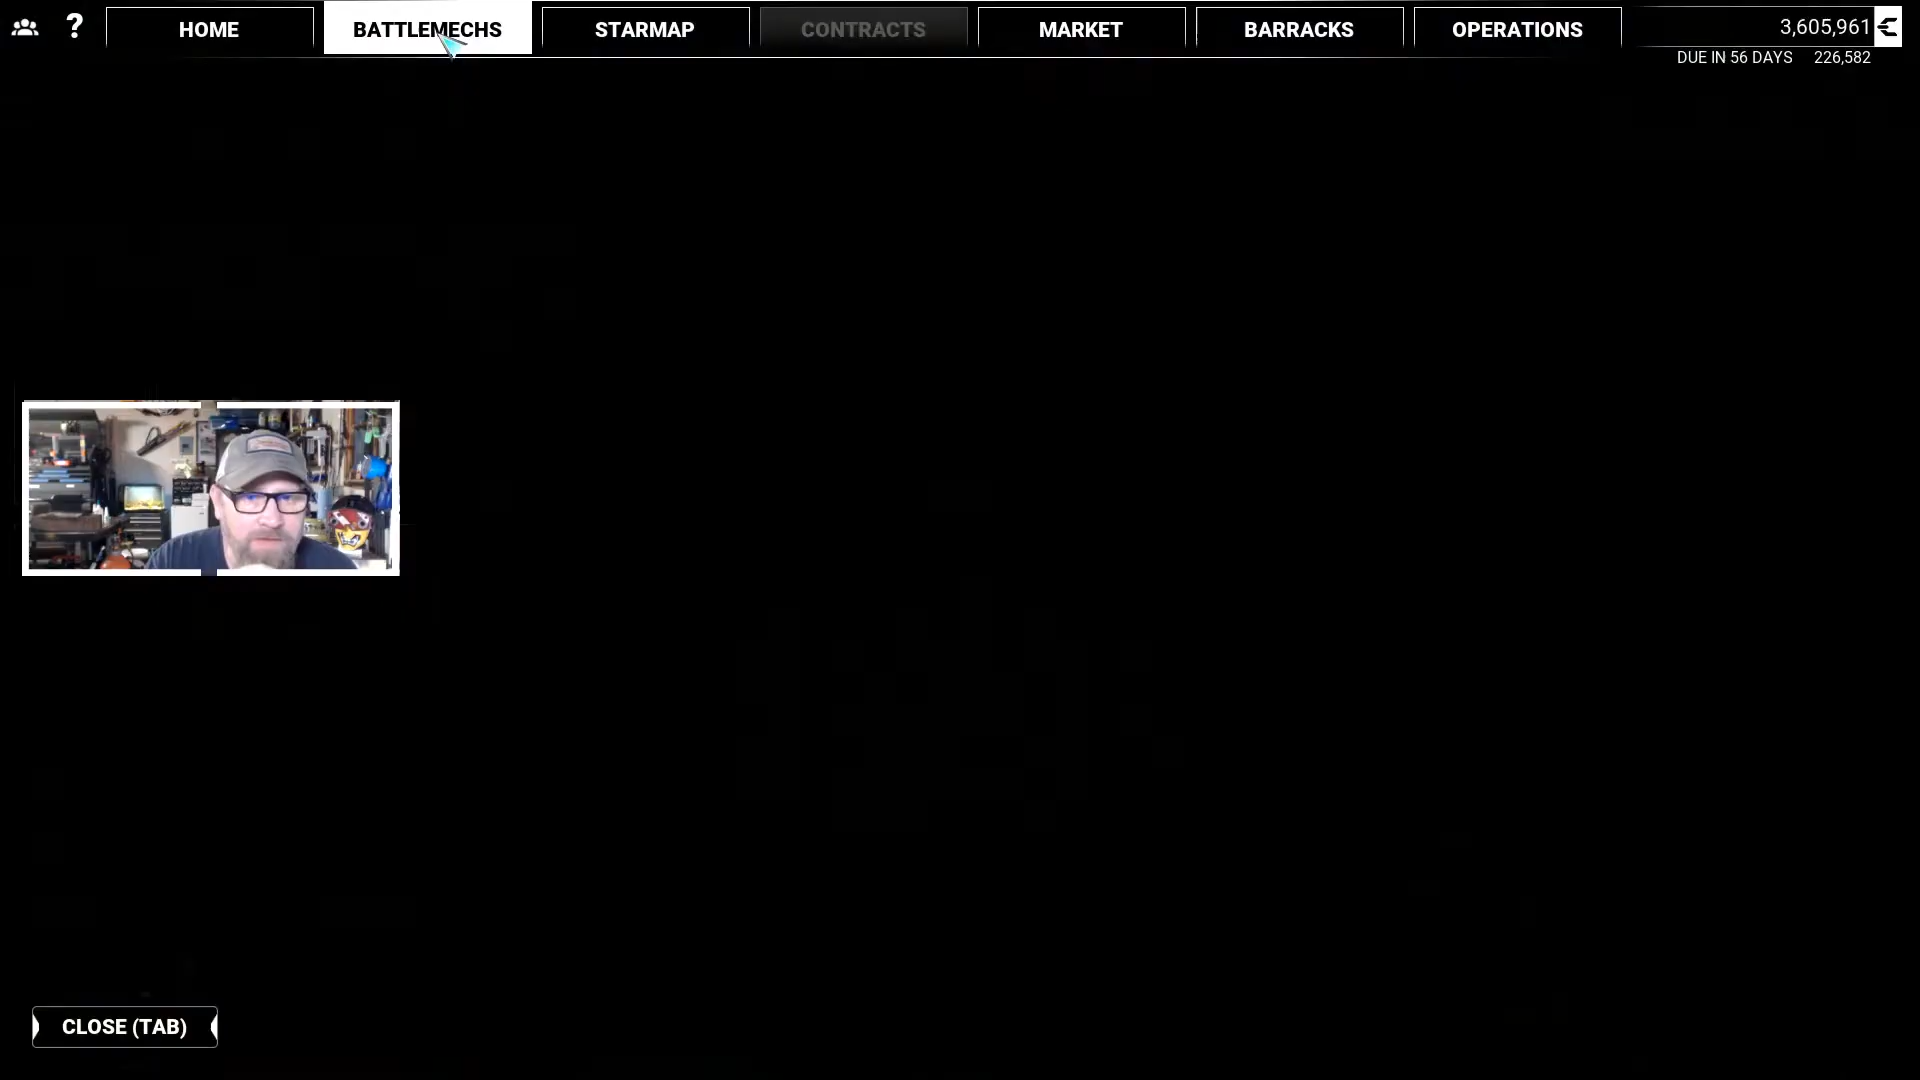 ?
HOME
BATTLEMECHS
STARMAP
CONTRACTS
MARKET
BARRACKS
OPERATIONS
3,605,961
DUE IN 56 DAYS 226,582
CLOSE (TAB)